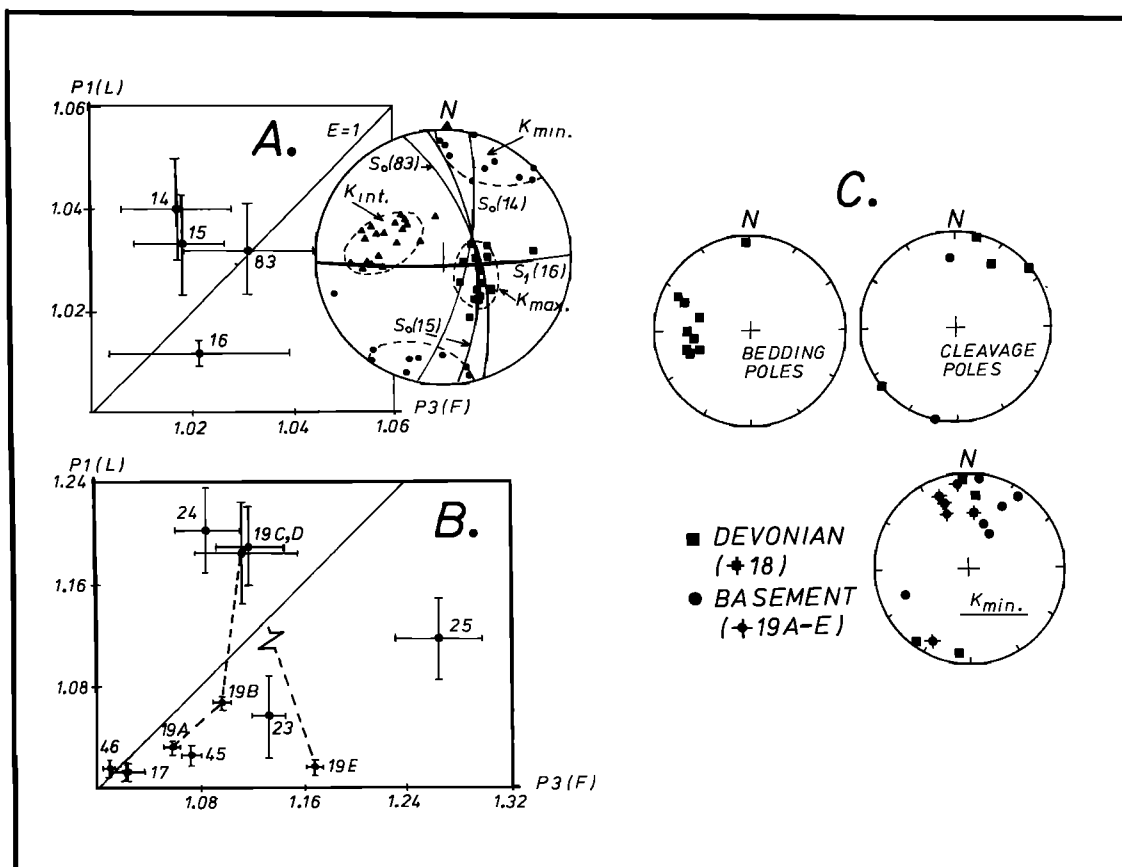 P1(L)
1.06
1.04
1.02
1.02
1.04
1.06
P3(F)
A.
E=1
14
15
83
16
N
Kmin.
So(83)
So(14)
Kint.
S1(16)
Kmax.
So(15)
P1(L)
1.24
1.16
1.08
1.08
1.16
1.24
1.32
P3(F)
B.
24
19C,D
25
19B
19A
23
46
17
45
19E
C.
N
BEDDING
POLES
N
CLEAVAGE
POLES
N
Kmin.
DEVONIAN
(18)
BASEMENT
(19A-E)